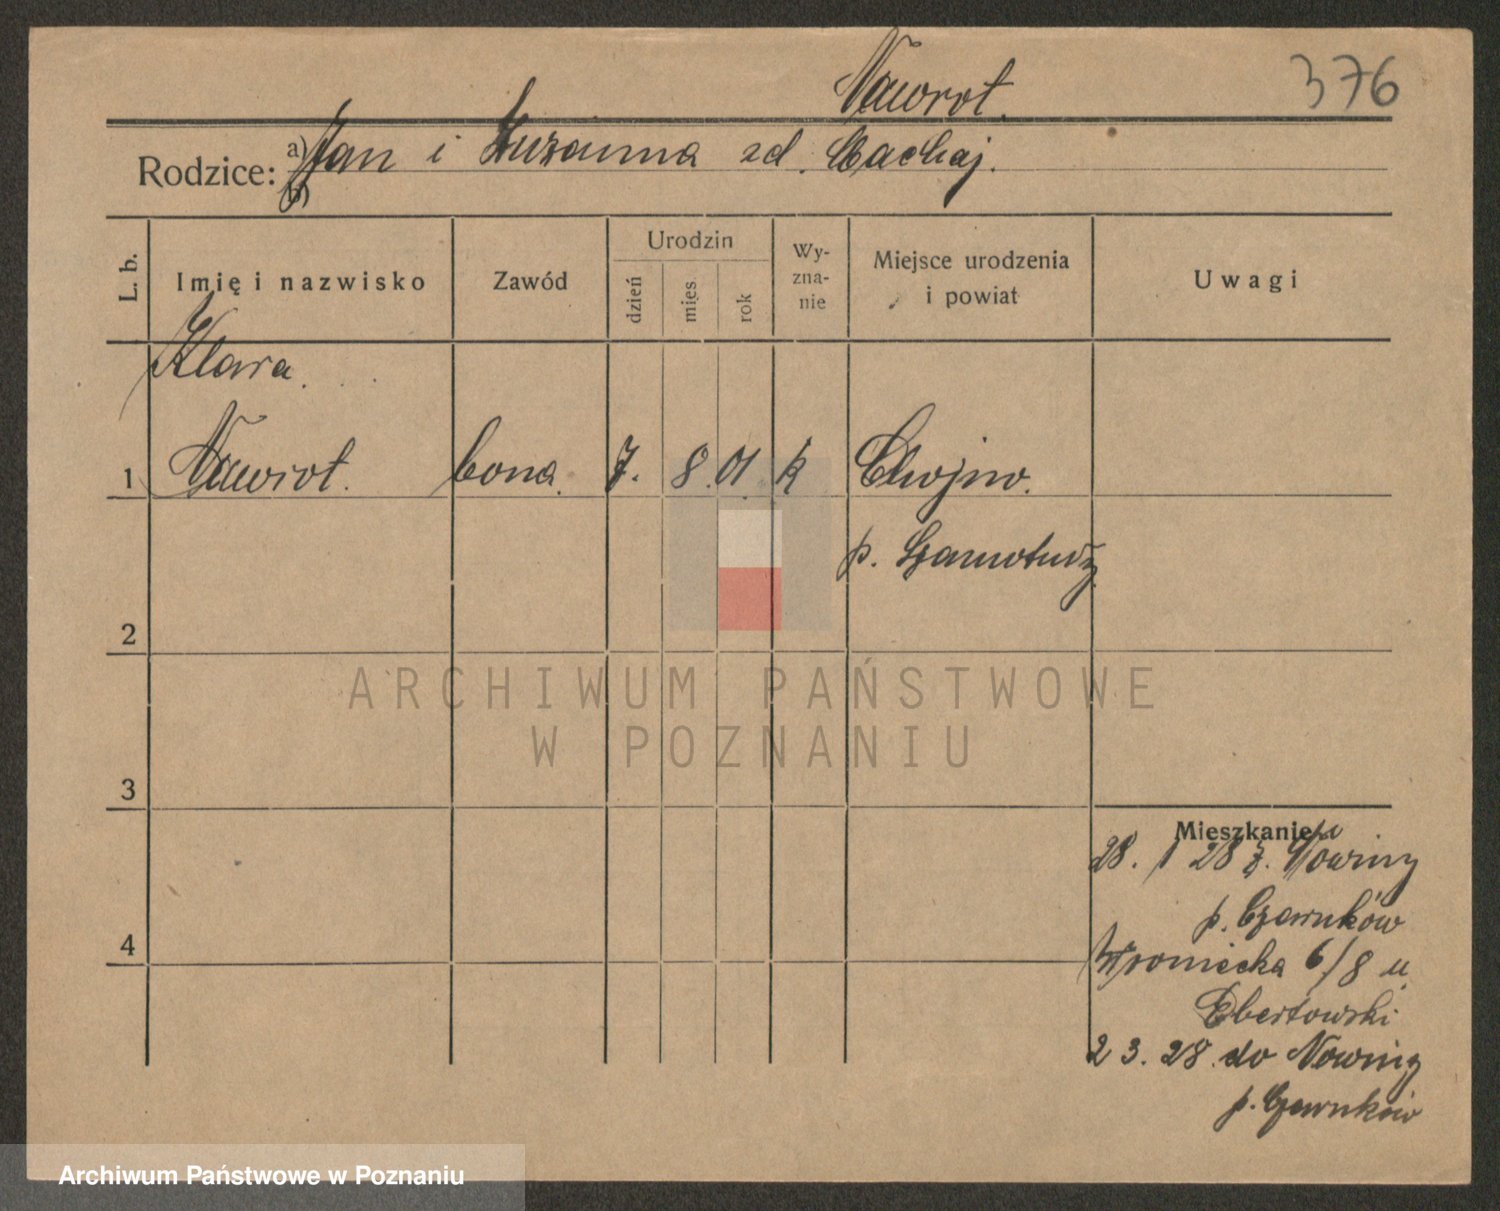 Nawrot. 376
Rodzice: a) Jan i Zuzanna zd. Machaj.
b)
L. b. Imię i nazwisko Zawód Urodzin dzień mies. rok Wy-zna-nie Miejsce urodzenia i powiat Uwagi
Klara
1 Nawrot. bona. 7. 8. 01. k Chojno.
p. Szamotuły
2
3
Mieszkanie
28. 1 28 z. Nowiny
p. Czarnków
4
Wroniecka 6/8 u
Ebertowski
2 3. 28. do Nowiny
p. Czarnków
ARCHIWUM PAŃSTWOWE
W POZNANIU
Archiwum Państwowe w Poznaniu